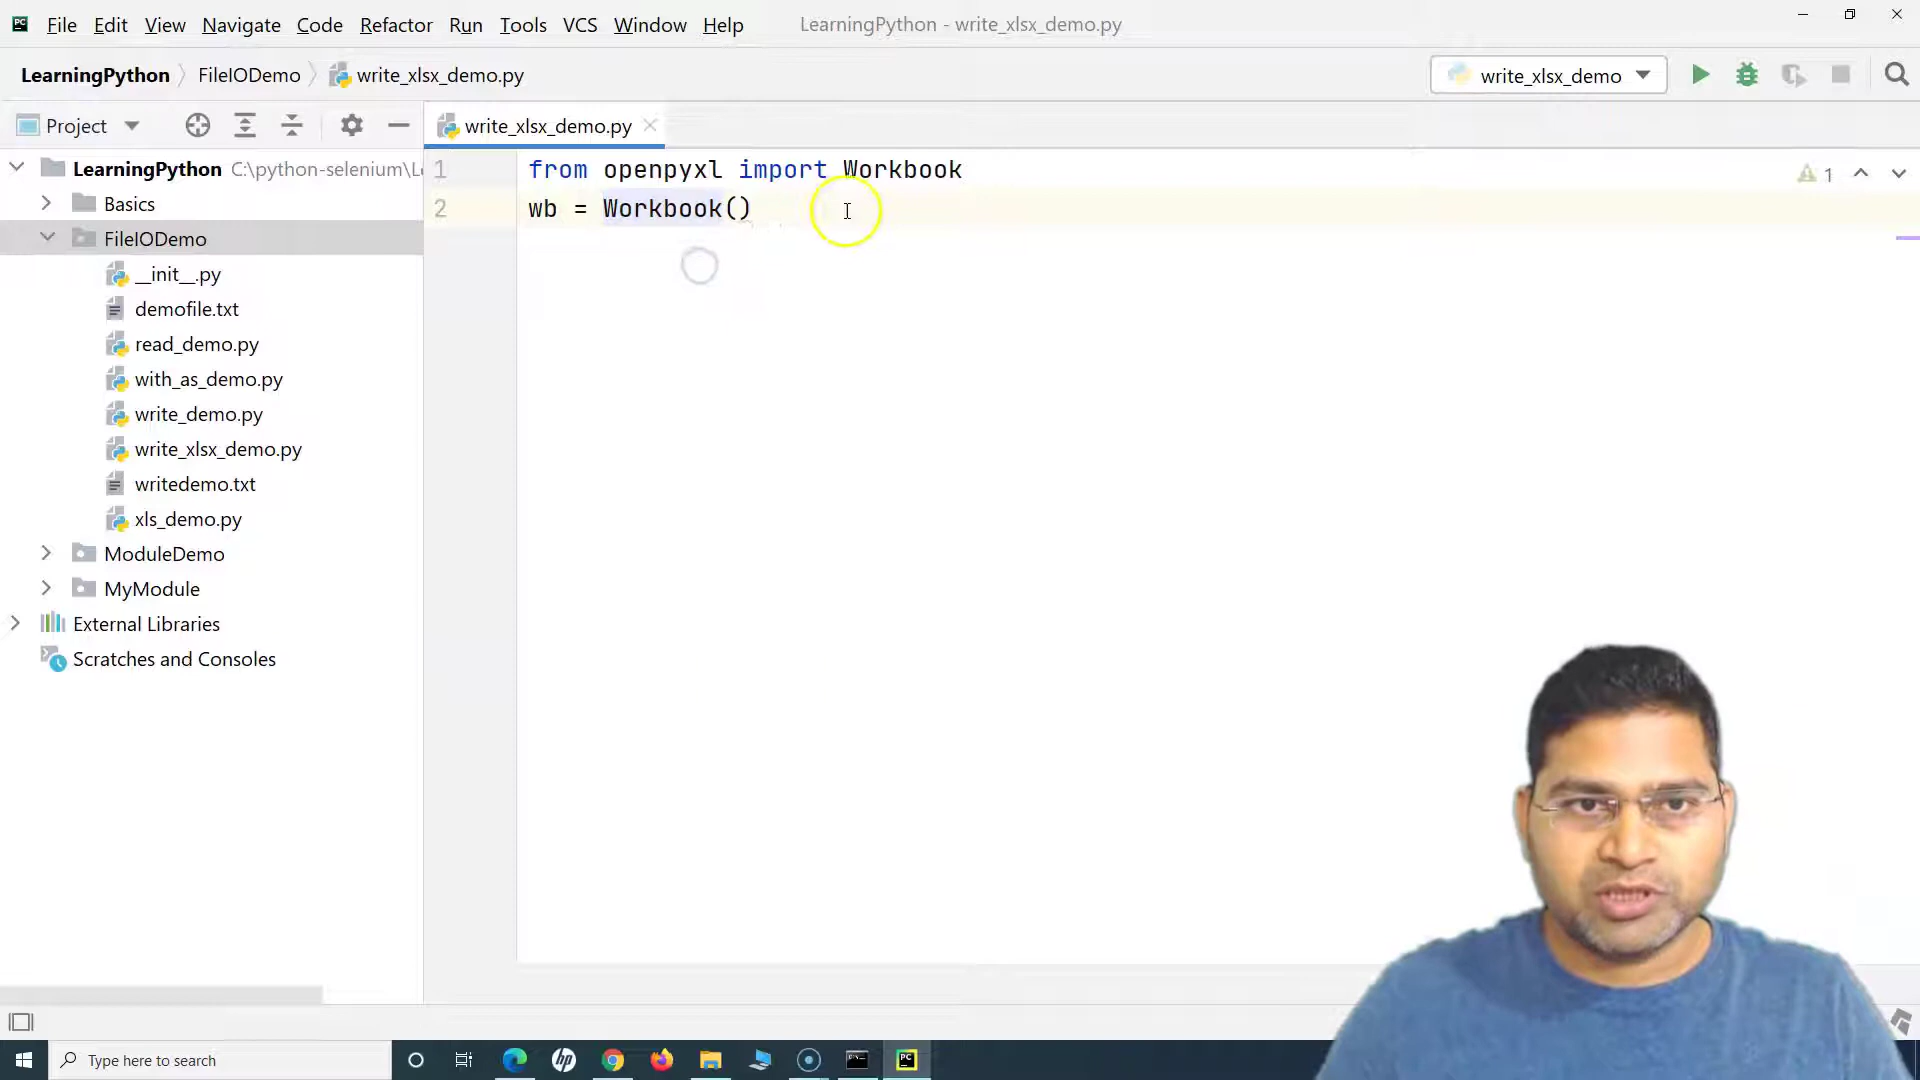 File Edit View Navigate Code Refactor Run Tools VCS Window Help LearningPython - write_xlsx_demo.py
LearningPython FileIODemo write_xlsx_demo.py write_xlsx_demo
Project write_xlsx_demo.py
LearningPython C:\python-selenium\L
Basics
FileIODemo
__init__.py
demofile.txt
read_demo.py
with_as_demo.py
write_demo.py
write_xlsx_demo.py
writedemo.txt
xls_demo.py
ModuleDemo
MyModule
External Libraries
Scratches and Consoles
1 from openpyxl import Workbook 1
2 wb = Workbook()
Type here to search
hp
PC